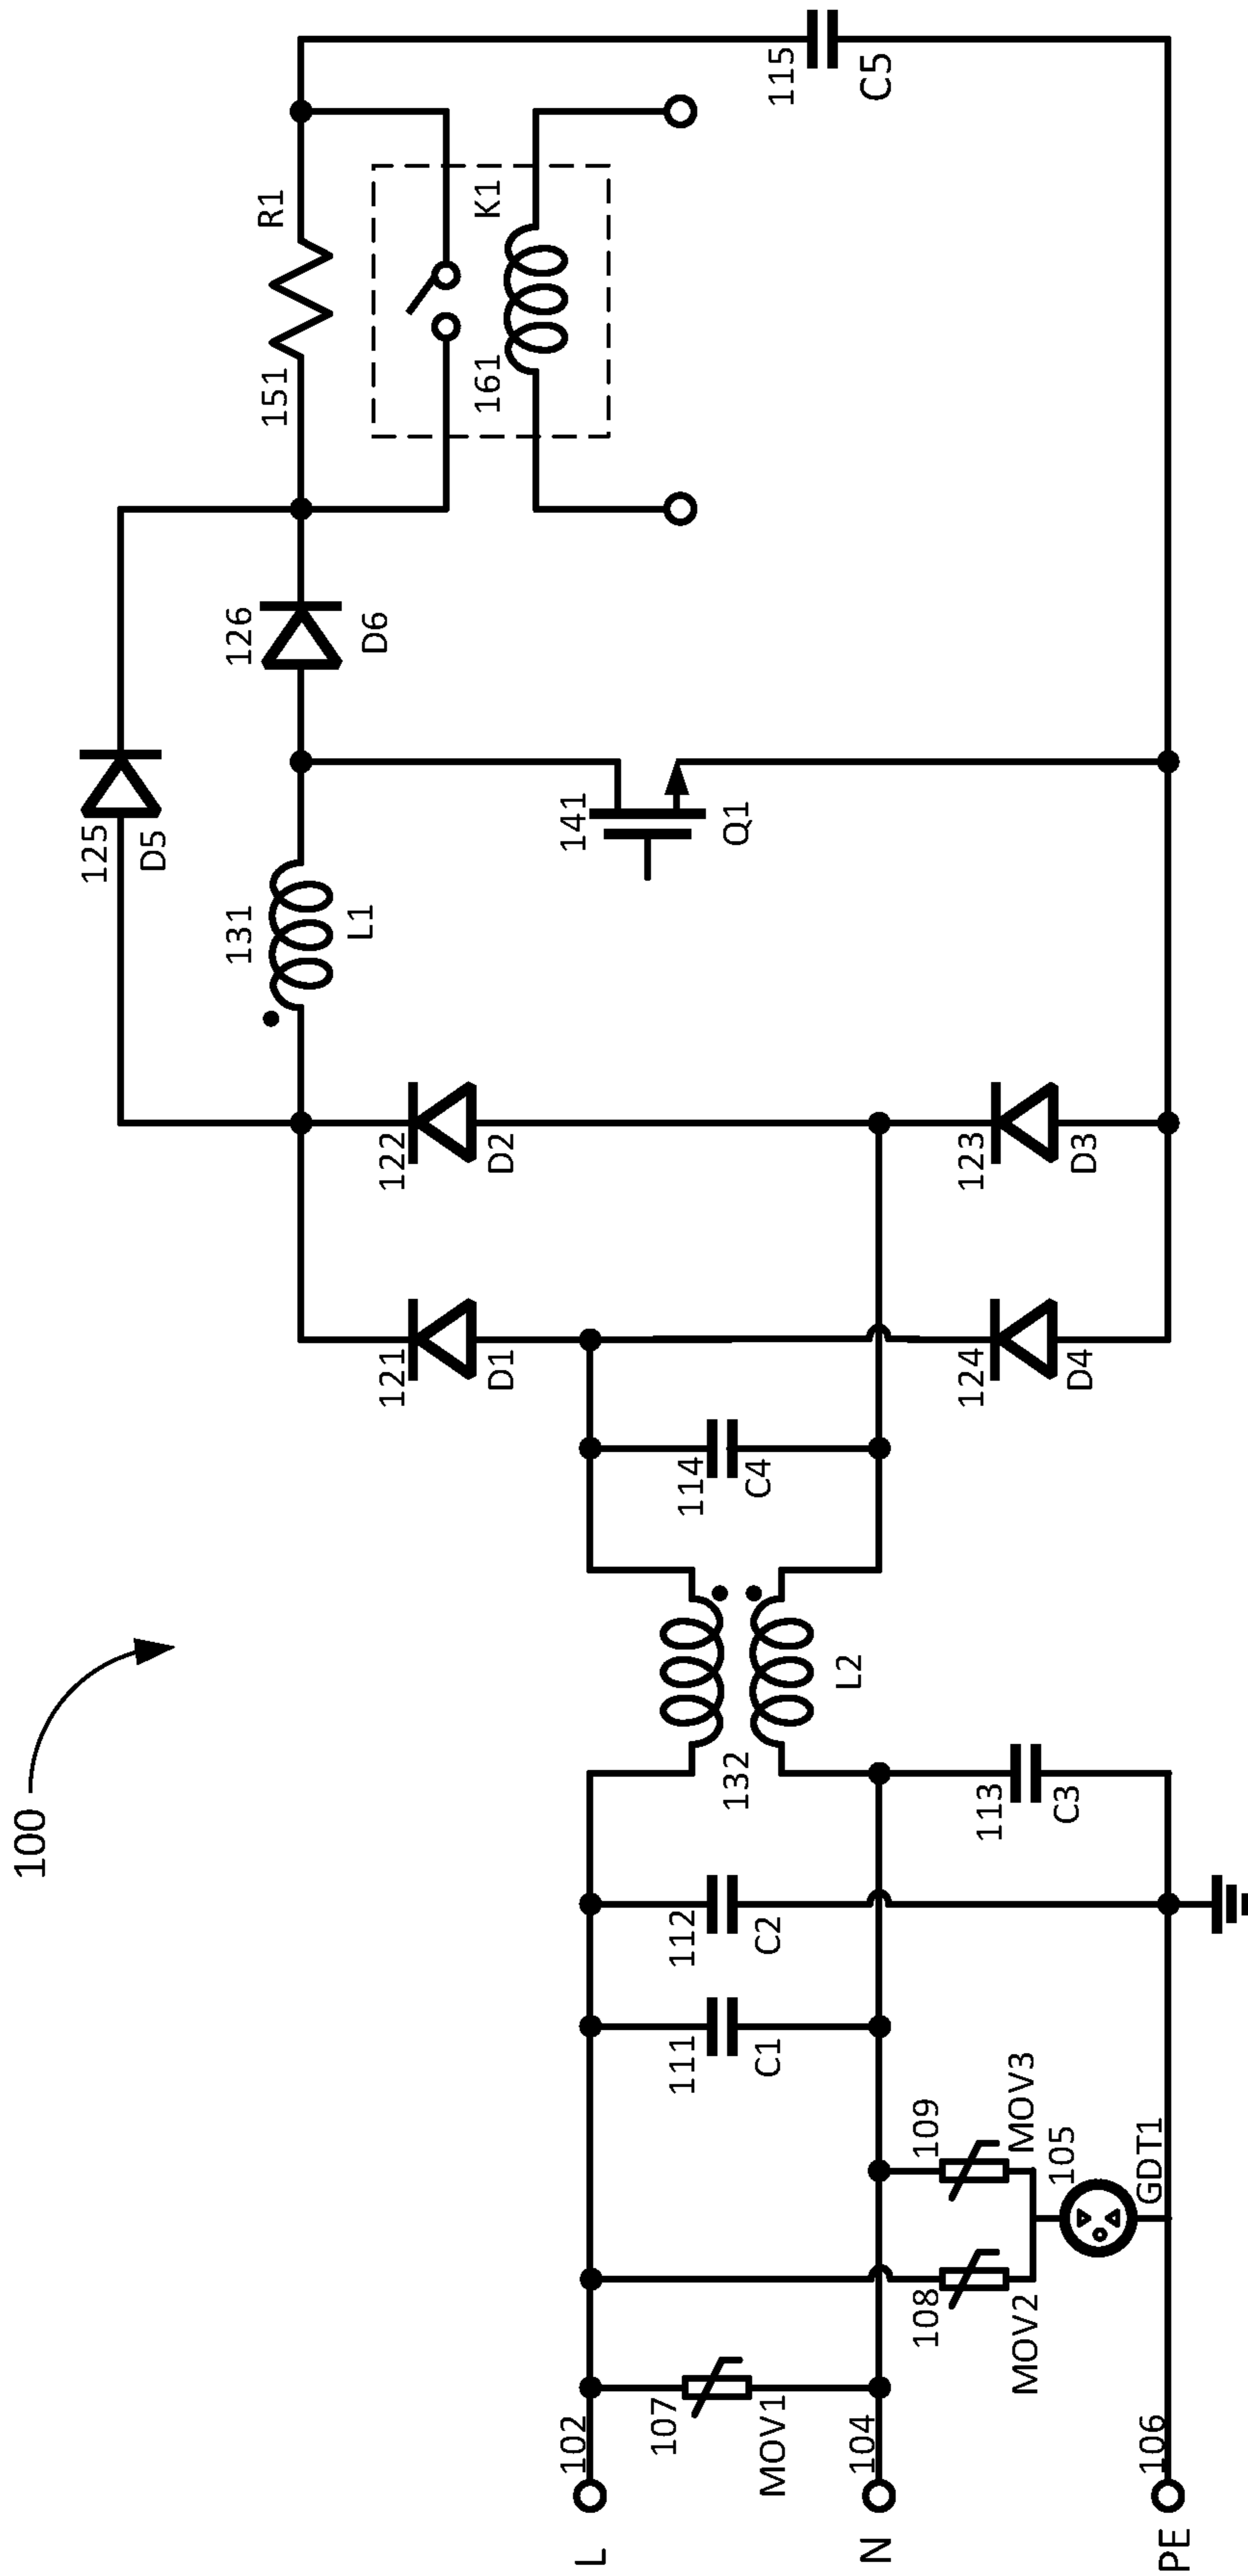 100
L
102
107
MOV1
N
104
PE
106
108
MOV2
109
MOV3
105
GDT1
111
C1
112
C2
113
C3
132
L2
114
C4
121
D1
122
D2
124
D4
123
D3
131
L1
125
D5
141
Q1
126
D6
151
R1
161
K1
115
C5